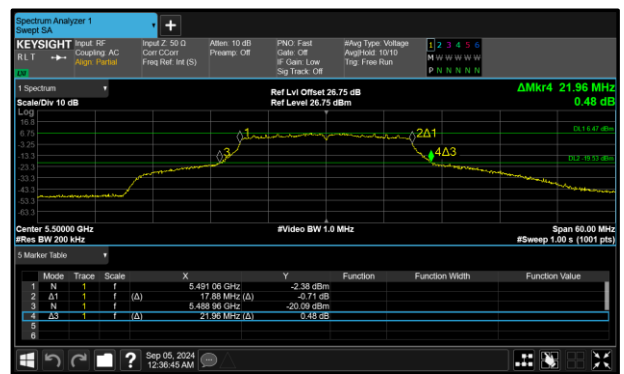 Spectrum Analyzer 1
Swept SA
KEYSIGHT Input: RF Input Z: 50 Ω Atten: 10 dB PNO: Fast #Avg Type: Voltage 1 2 3 4 5 6
RLT Coupling: AC Corr CCorr Preamp: Off Gate: Off Avg|Hold: 10/10 M W W W W W
Align: Partial Freq Ref: Int (S) IF Gain: Low Trig: Free Run
Sig Track: Off P N N N N N
1 Spectrum Ref Lvl Offset 26.75 dB ΔMkr4 21.96 MHz
Scale/Div 10 dB Ref Level 26.75 dBm 0.48 dB
Log
16.8
6.75 1 2Δ1 DL1 6.47 dBm
-3.25
-13.3 3 4Δ3 DL2 -19.53 dBm
-23.3
-33.3
-43.3
-53.3
-63.3
Center 5.50000 GHz #Video BW 1.0 MHz Span 60.00 MHz
#Res BW 200 kHz #Sweep 1.00 s (1001 pts)
5 Marker Table
Mode Trace Scale X Y Function Function Width Function Value
1 N 1 f 5.491 06 GHz -2.38 dBm
2 Δ1 1 f (Δ) 17.88 MHz (Δ) -0.71 dB
3 N 1 f 5.488 96 GHz -20.09 dBm
4 Δ3 1 f (Δ) 21.96 MHz (Δ) 0.48 dB
5
6
? Sep 05, 2024
12:36:45 AM